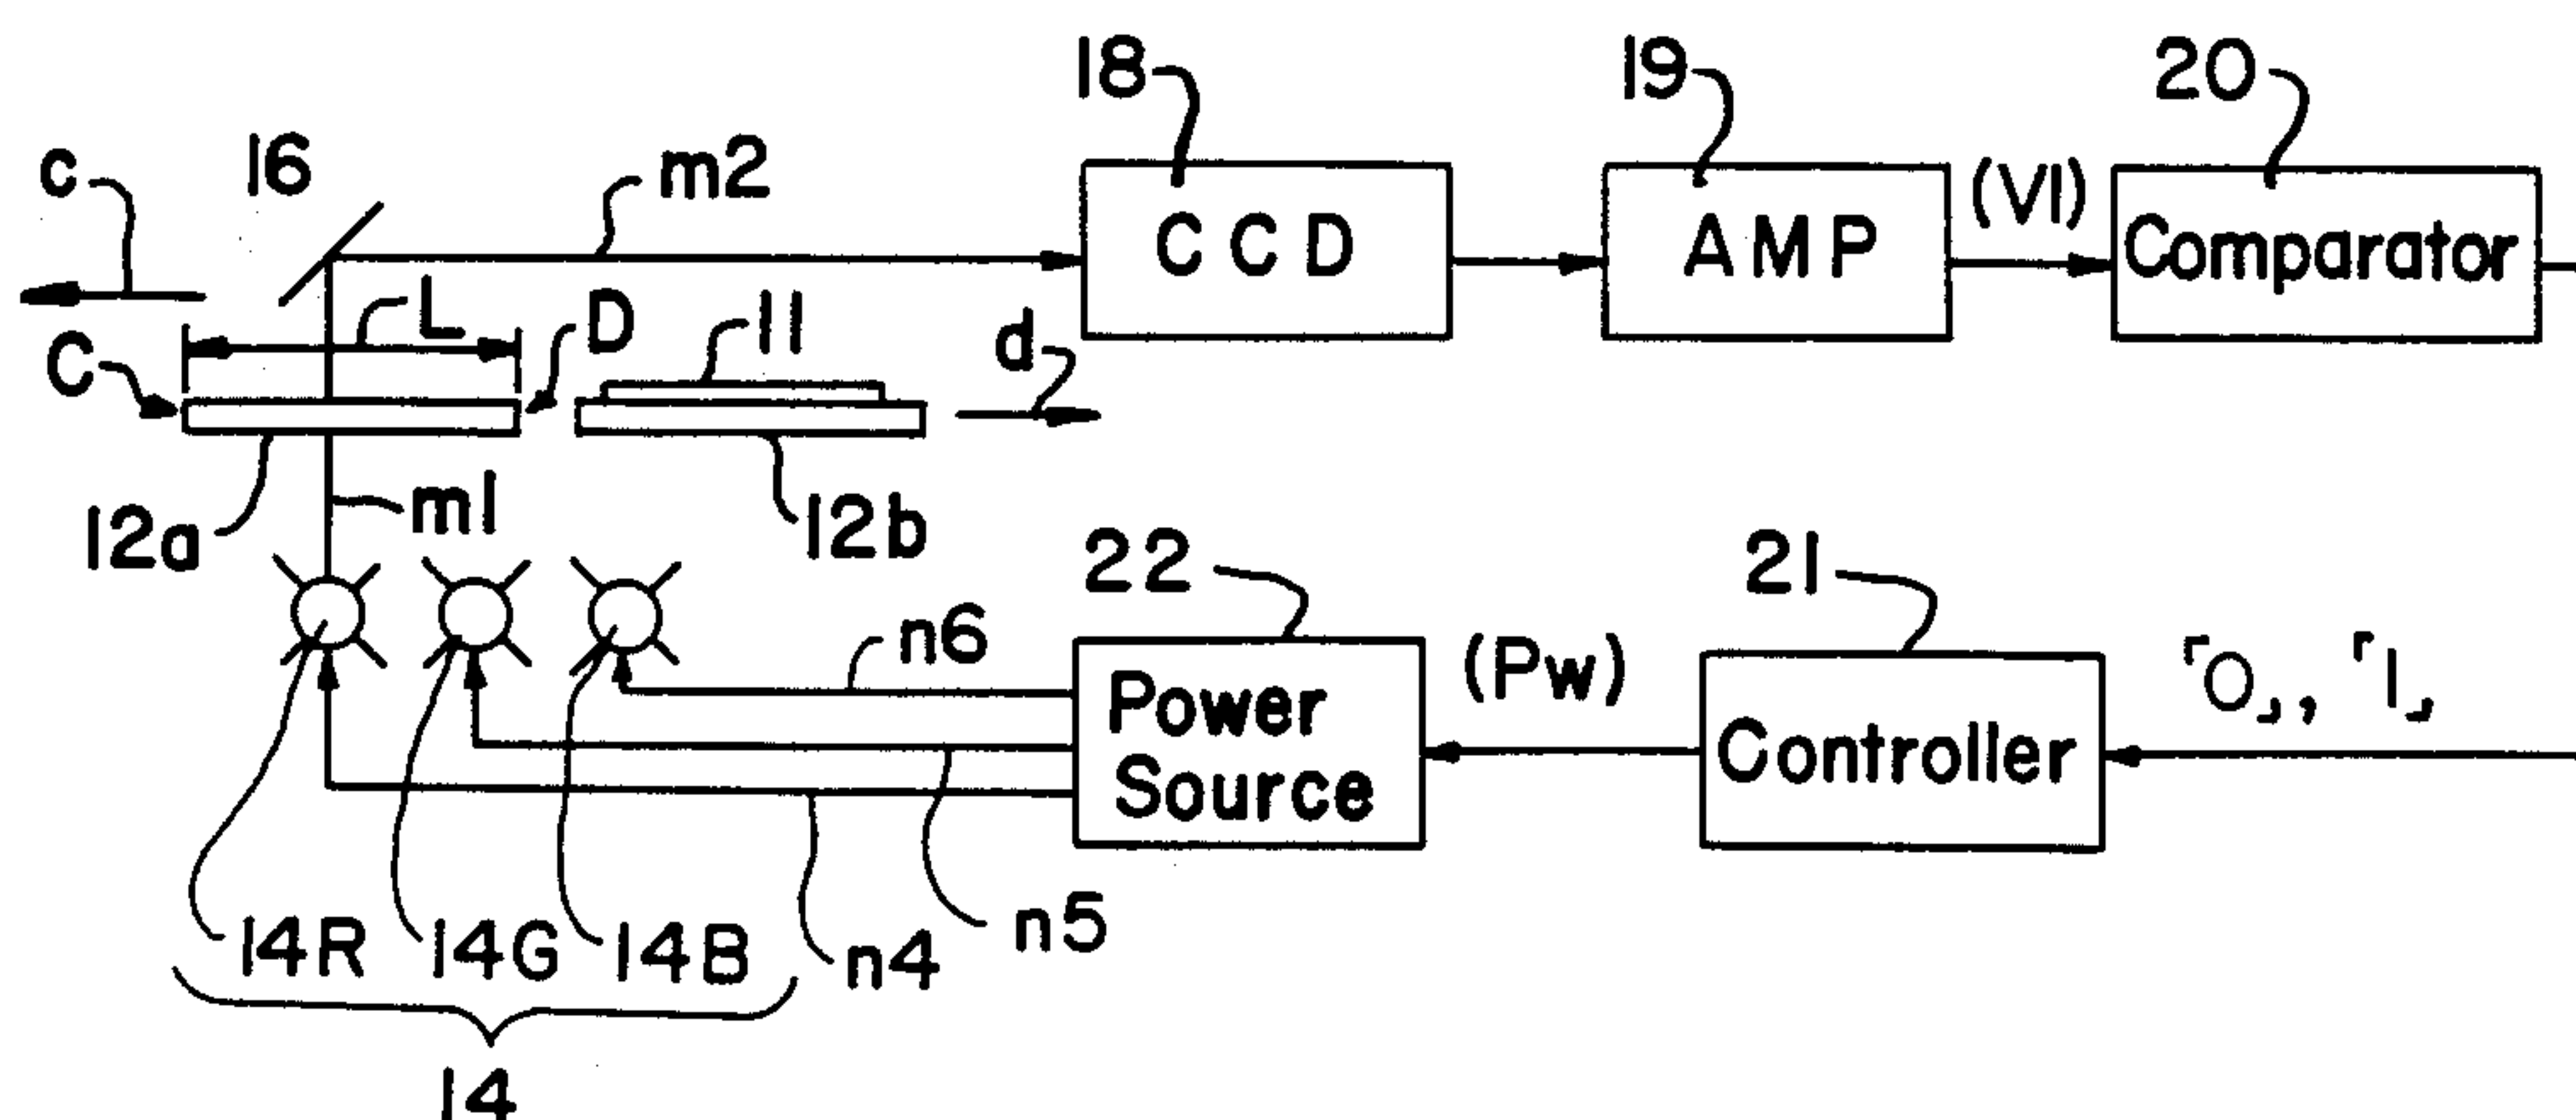 18
19
20
c
16
m2
CCD
AMP
(V1)
Comparator
L
D
11
d
C
12a
m1
12b
22
21
n6
Power
Source
(Pw)
Controller
「0」, 「1」
14R
14G
14B
n4
n5
14